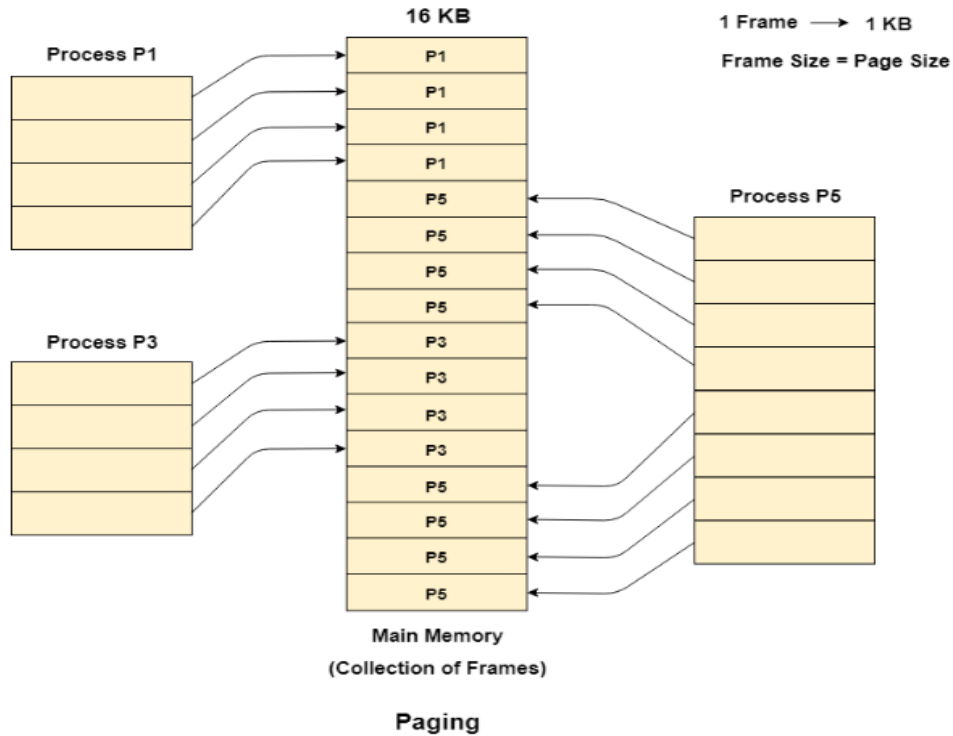 16 KB
1 Frame → 1 KB
Frame Size = Page Size
Process P1
P1
P1
P1
P1
P5
P5
P5
P5
P3
P3
P3
P3
P5
P5
P5
P5
Process P5
Process P3
Main Memory
(Collection of Frames)
Paging